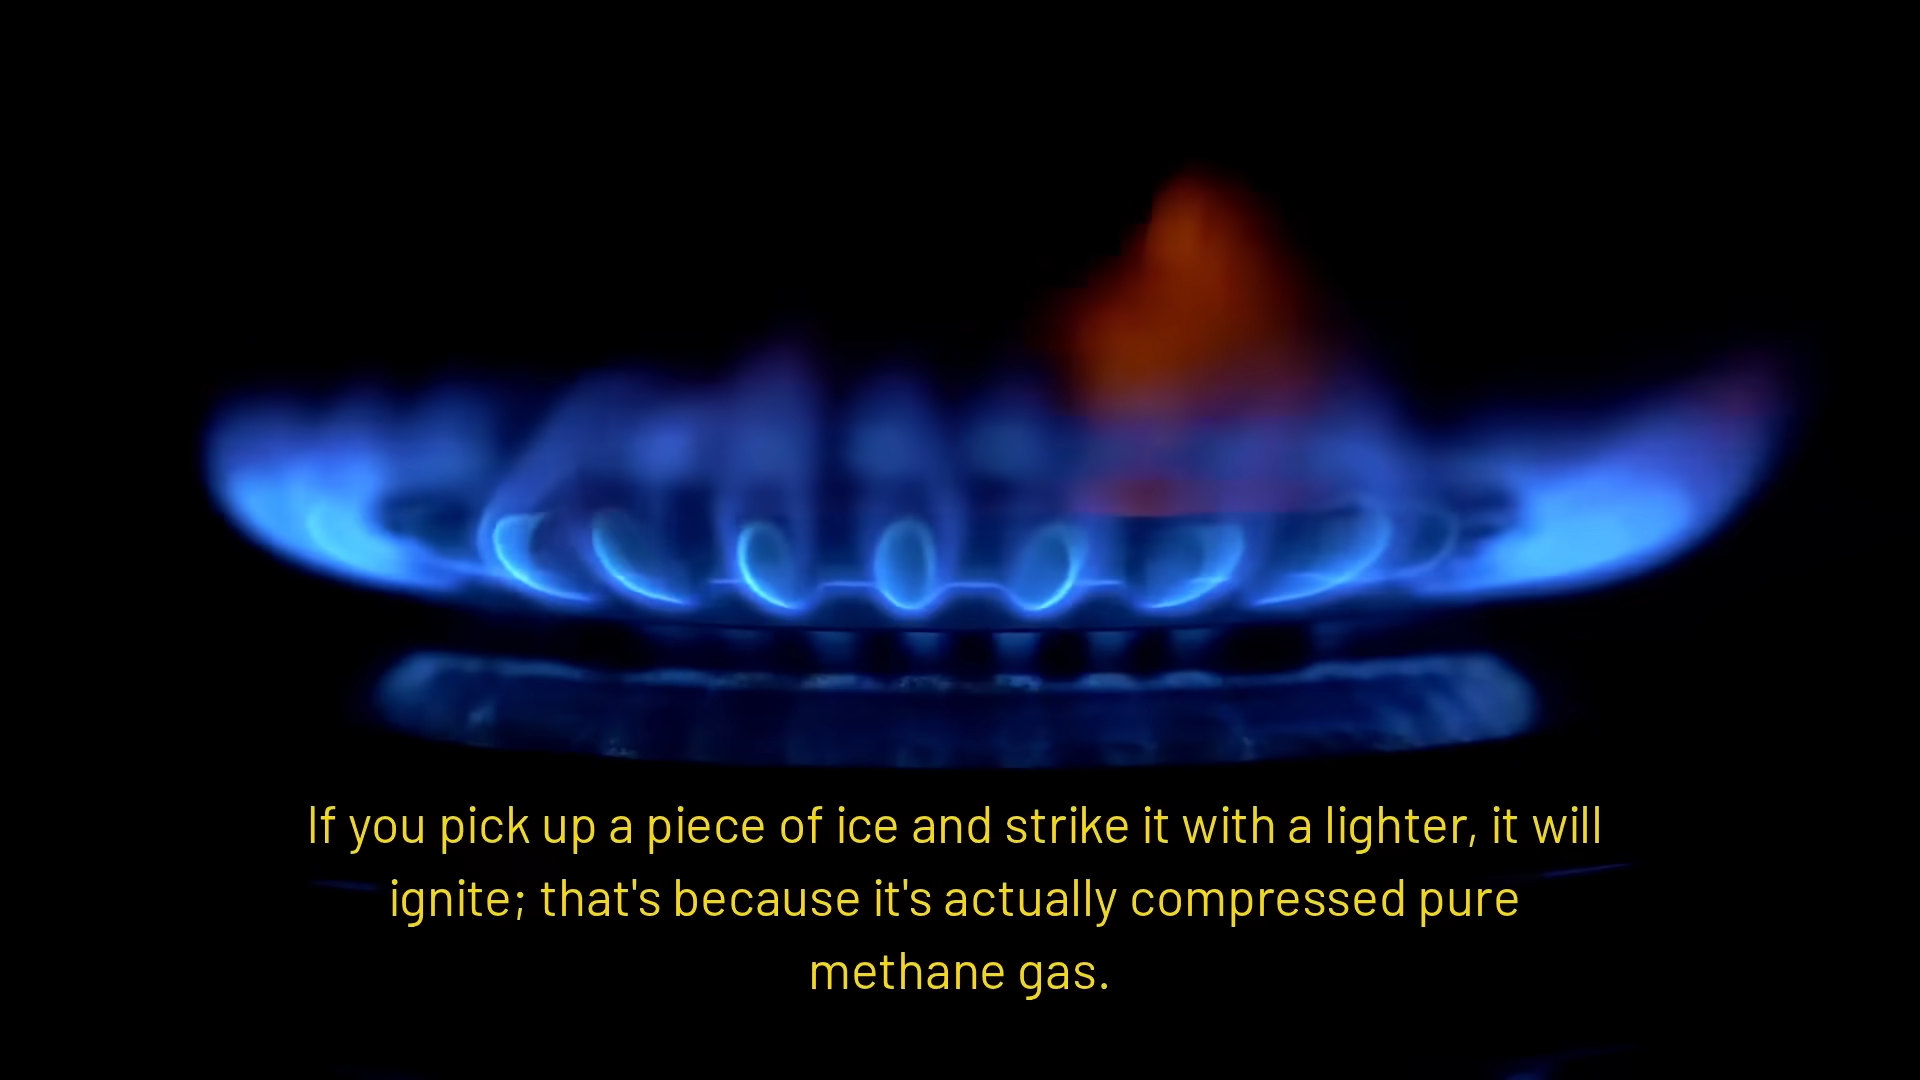 If you pick up a piece of ice and strike it with a lighter, it will
ignite; that's because it's actually compressed pure
methane gas.